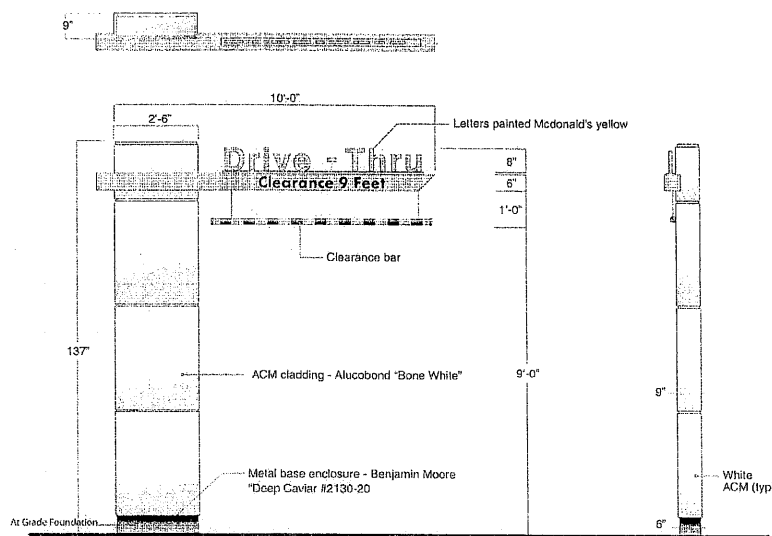 9"
10'-0"
2'-6"
Letters painted Mcdonald's yellow
Drive - Thru
Clearance 9 Feet
8"
6"
1'-0"
Clearance bar
137"
ACM cladding - Alucobond "Bone White"
9'-0"
9"
Metal base enclosure - Benjamin Moore
"Deep Caviar #2130-20
White
ACM (typ
At Grade Foundation
6"